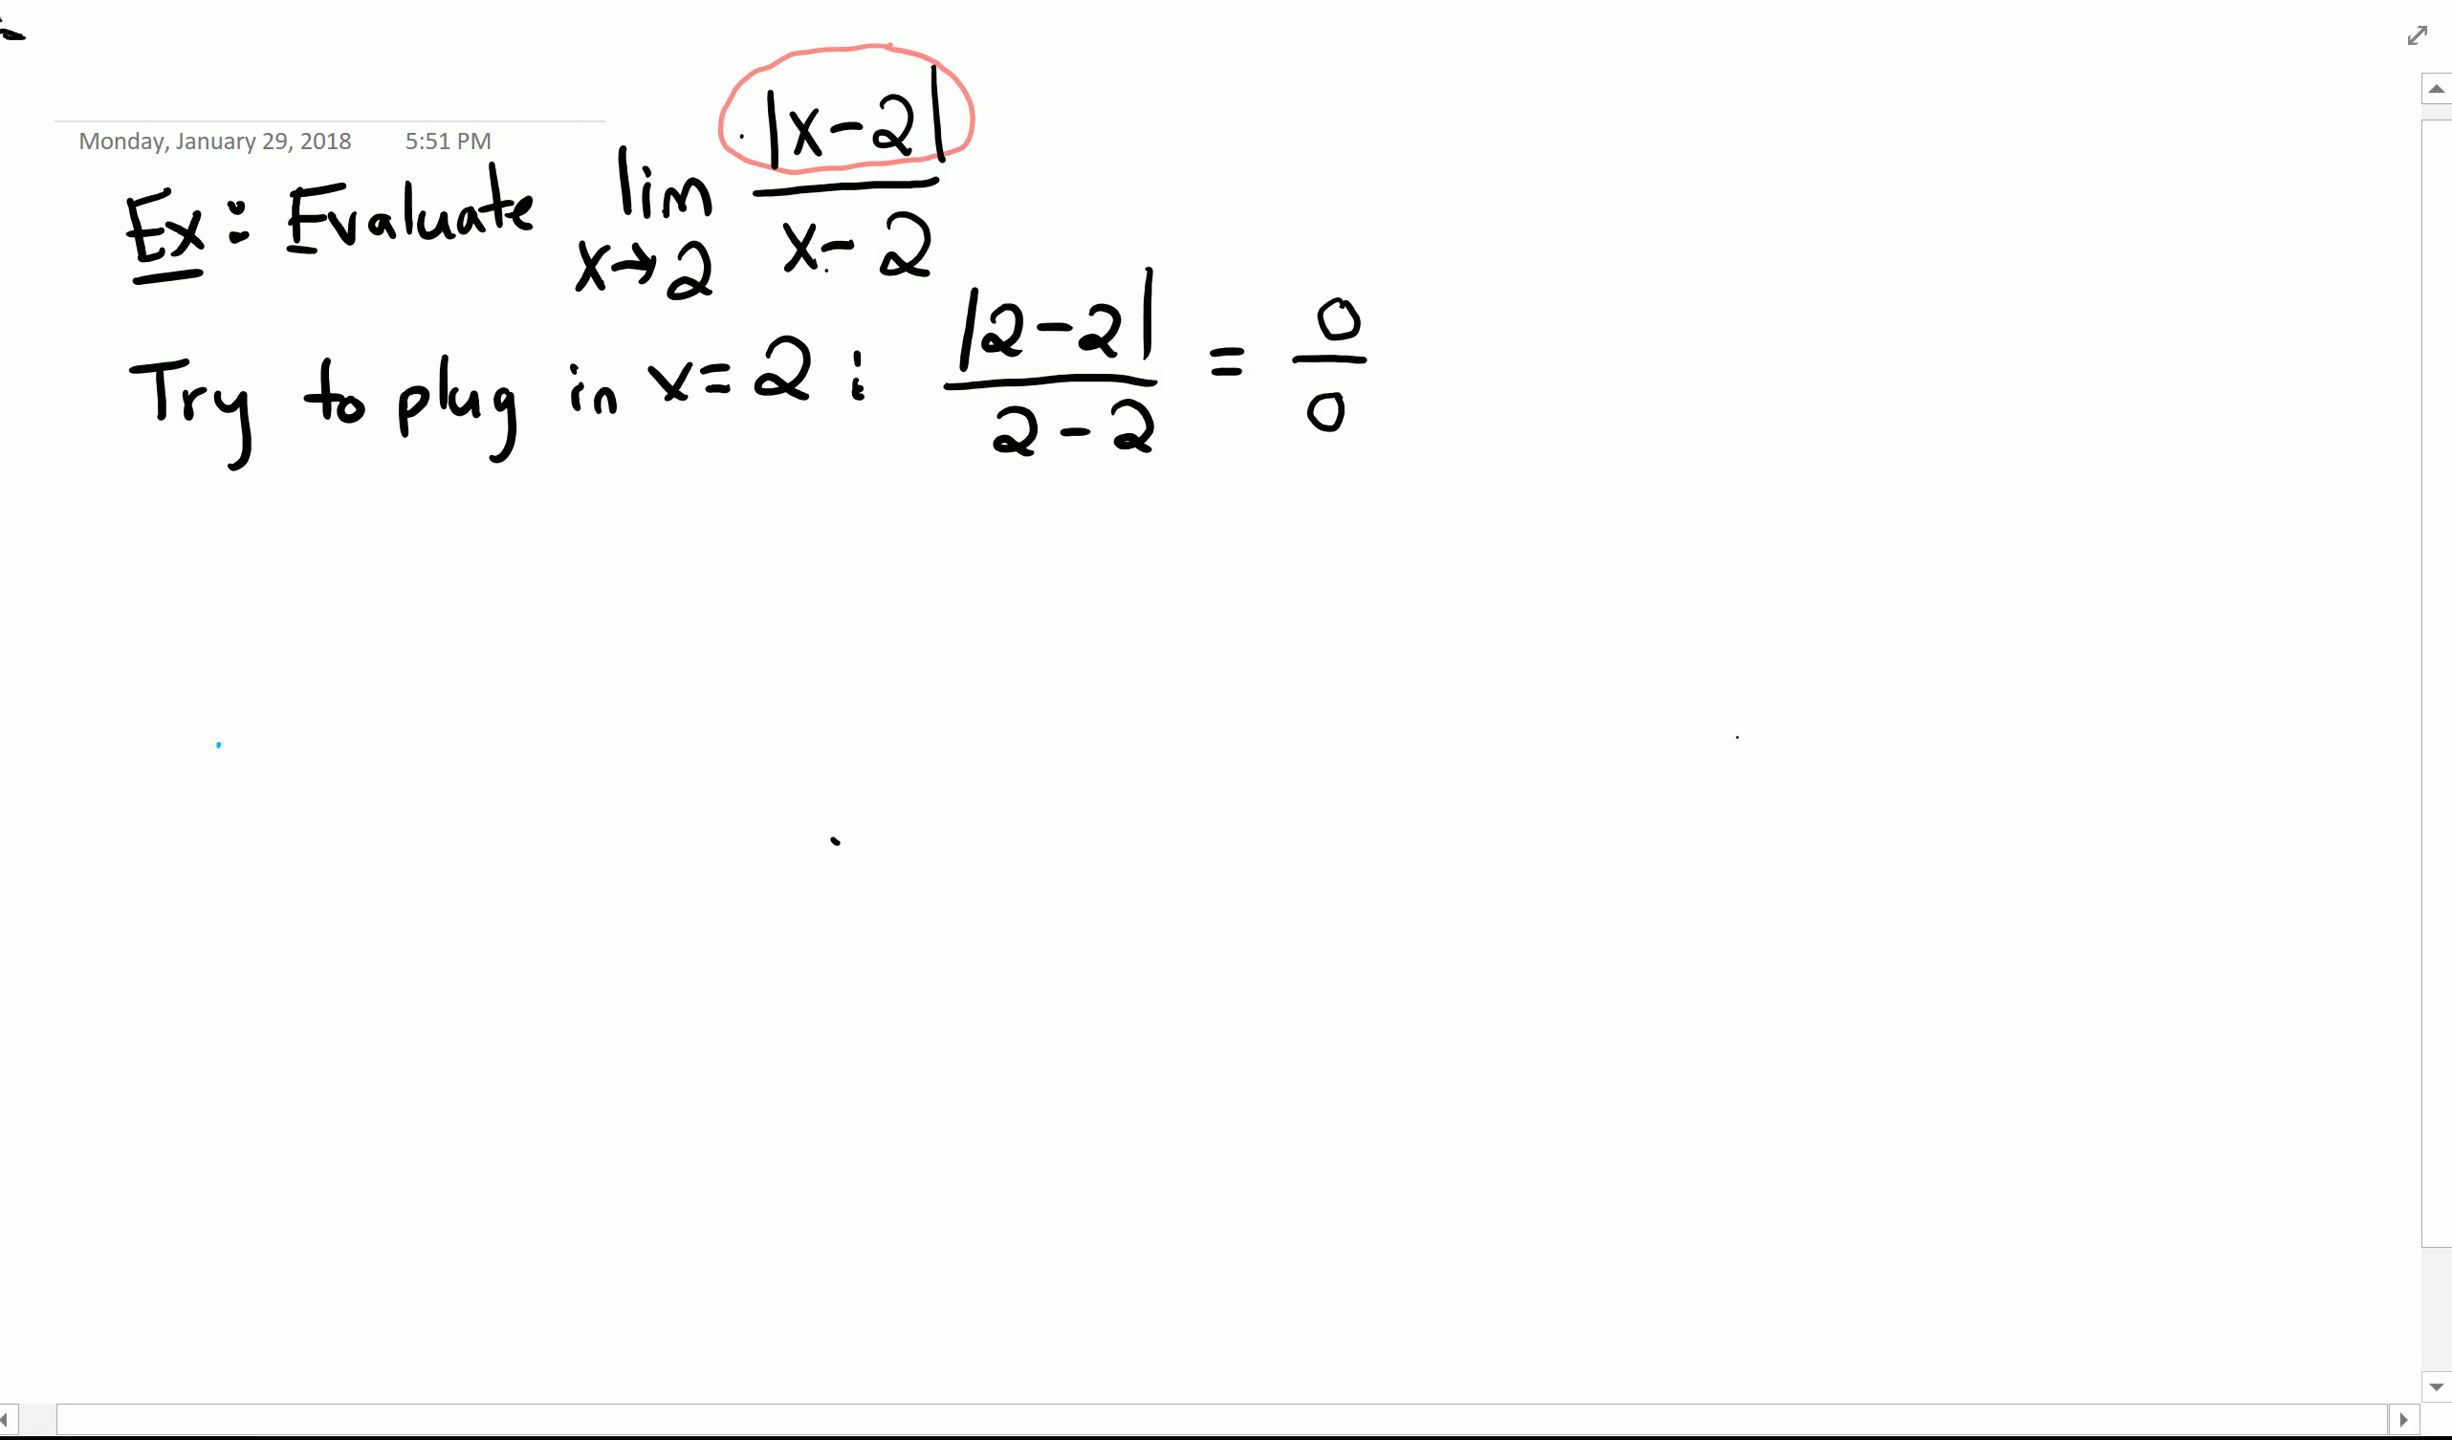 Monday, January 29, 2018 5:51 PM
Ex: Evaluate lim x→2 |x-2| / x-2
Try to plug in x=2: |2-2| / 2-2 = 0/0